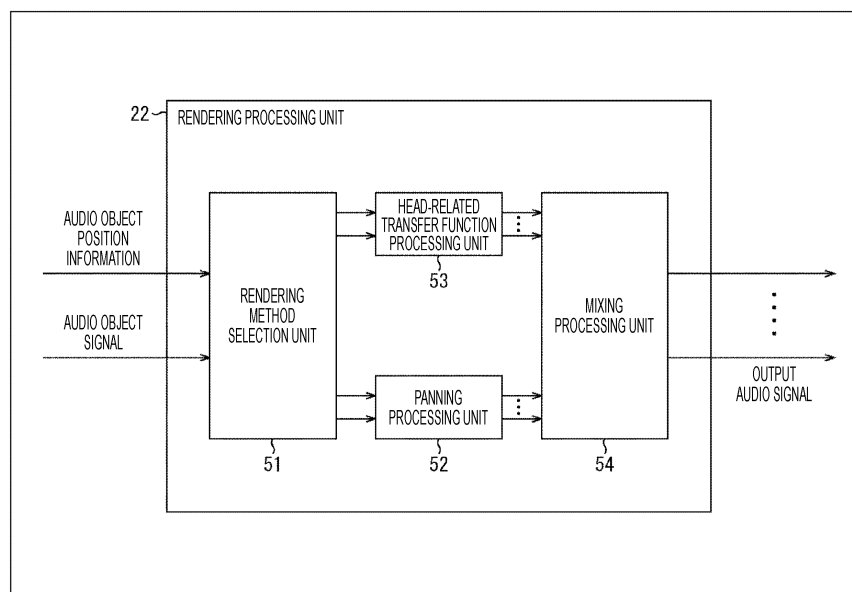 22
RENDERING PROCESSING UNIT
AUDIO OBJECT
POSITION
INFORMATION
AUDIO OBJECT
SIGNAL
RENDERING
METHOD
SELECTION UNIT
51
HEAD-RELATED
TRANSFER FUNCTION
PROCESSING UNIT
53
PANNING
PROCESSING UNIT
52
MIXING
PROCESSING UNIT
54
OUTPUT
AUDIO SIGNAL